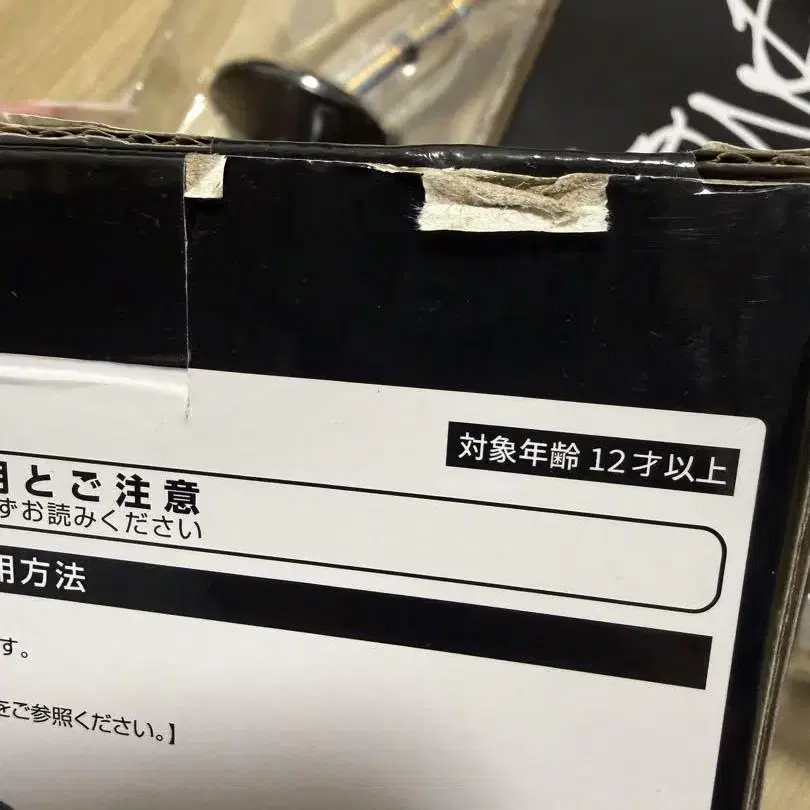 対象年齢 12才以上
用とご注意
ずお読みください
用方法
す。
をご参照ください。】